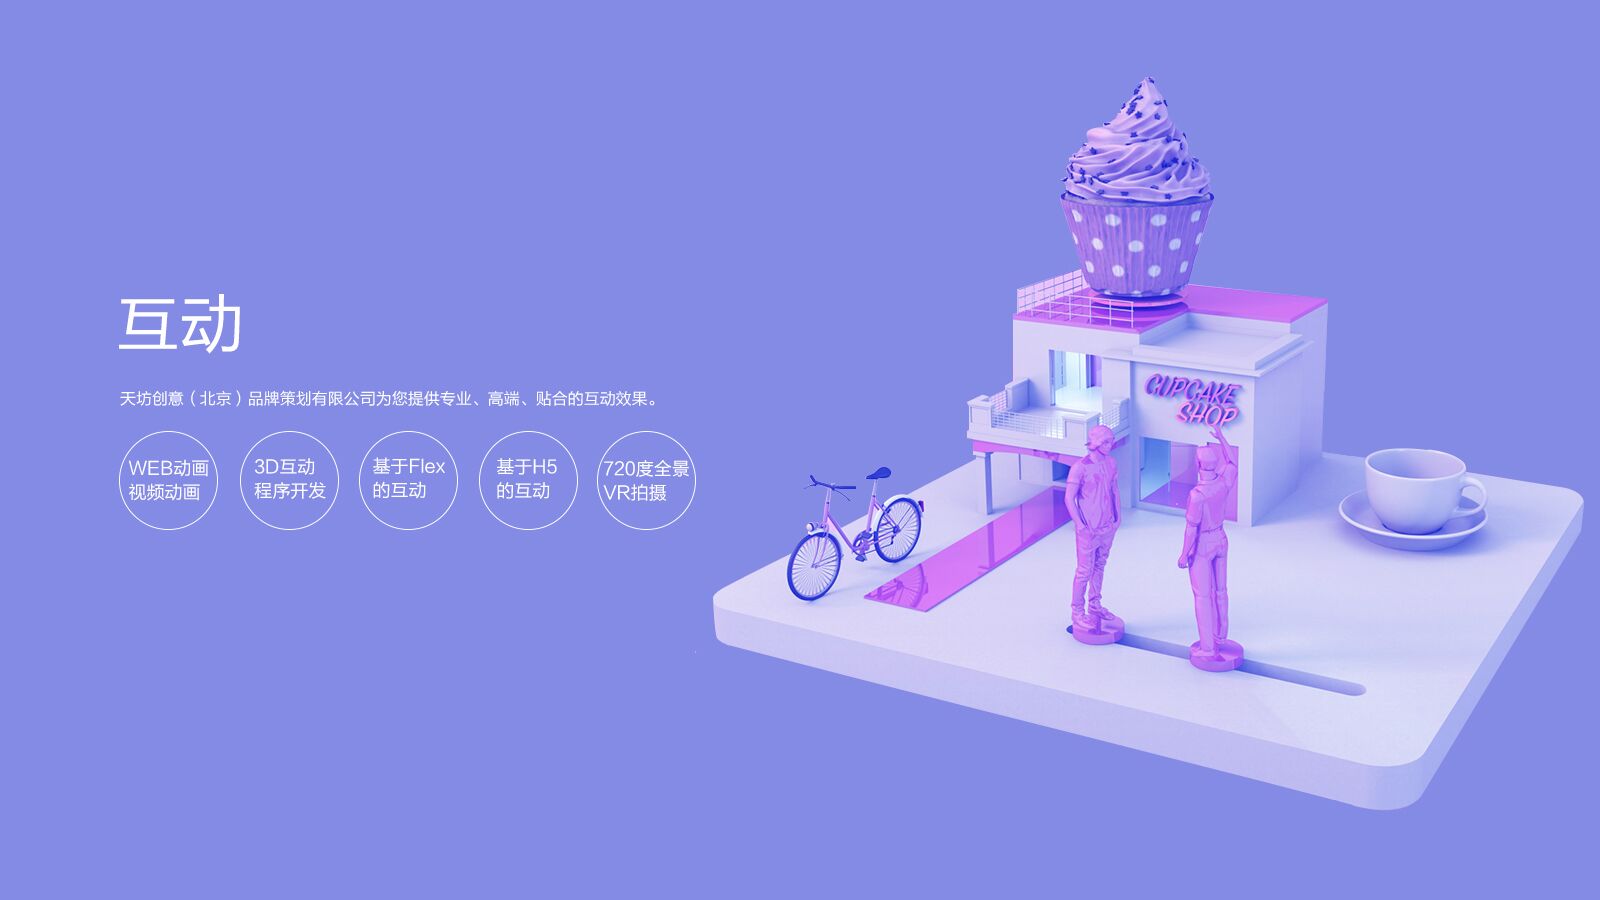 互动
天坊创意（北京）品牌策划有限公司为您提供专业、高端、贴合的互动效果。
WEB动画
视频动画
3D互动
程序开发
基于Flex
的互动
基于H5
的互动
720度全景
VR拍摄
CUPCAKE
SHOP